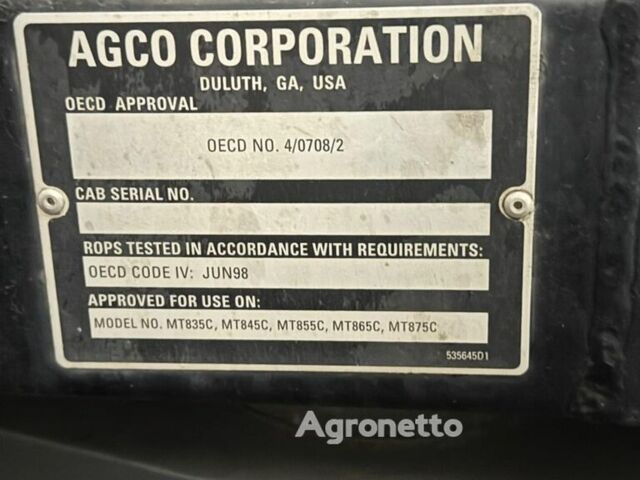 AGCO CORPORATION
DULUTH, GA, USA
OECD APPROVAL
OECD NO. 4/0708/2
CAB SERIAL NO.
ROPS TESTED IN ACCORDANCE WITH REQUIREMENTS:
OECD CODE IV: JUN98
APPROVED FOR USE ON:
MODEL NO. MT835C, MT845C, MT855C, MT865C, MT875C
535645D1
Agronetto